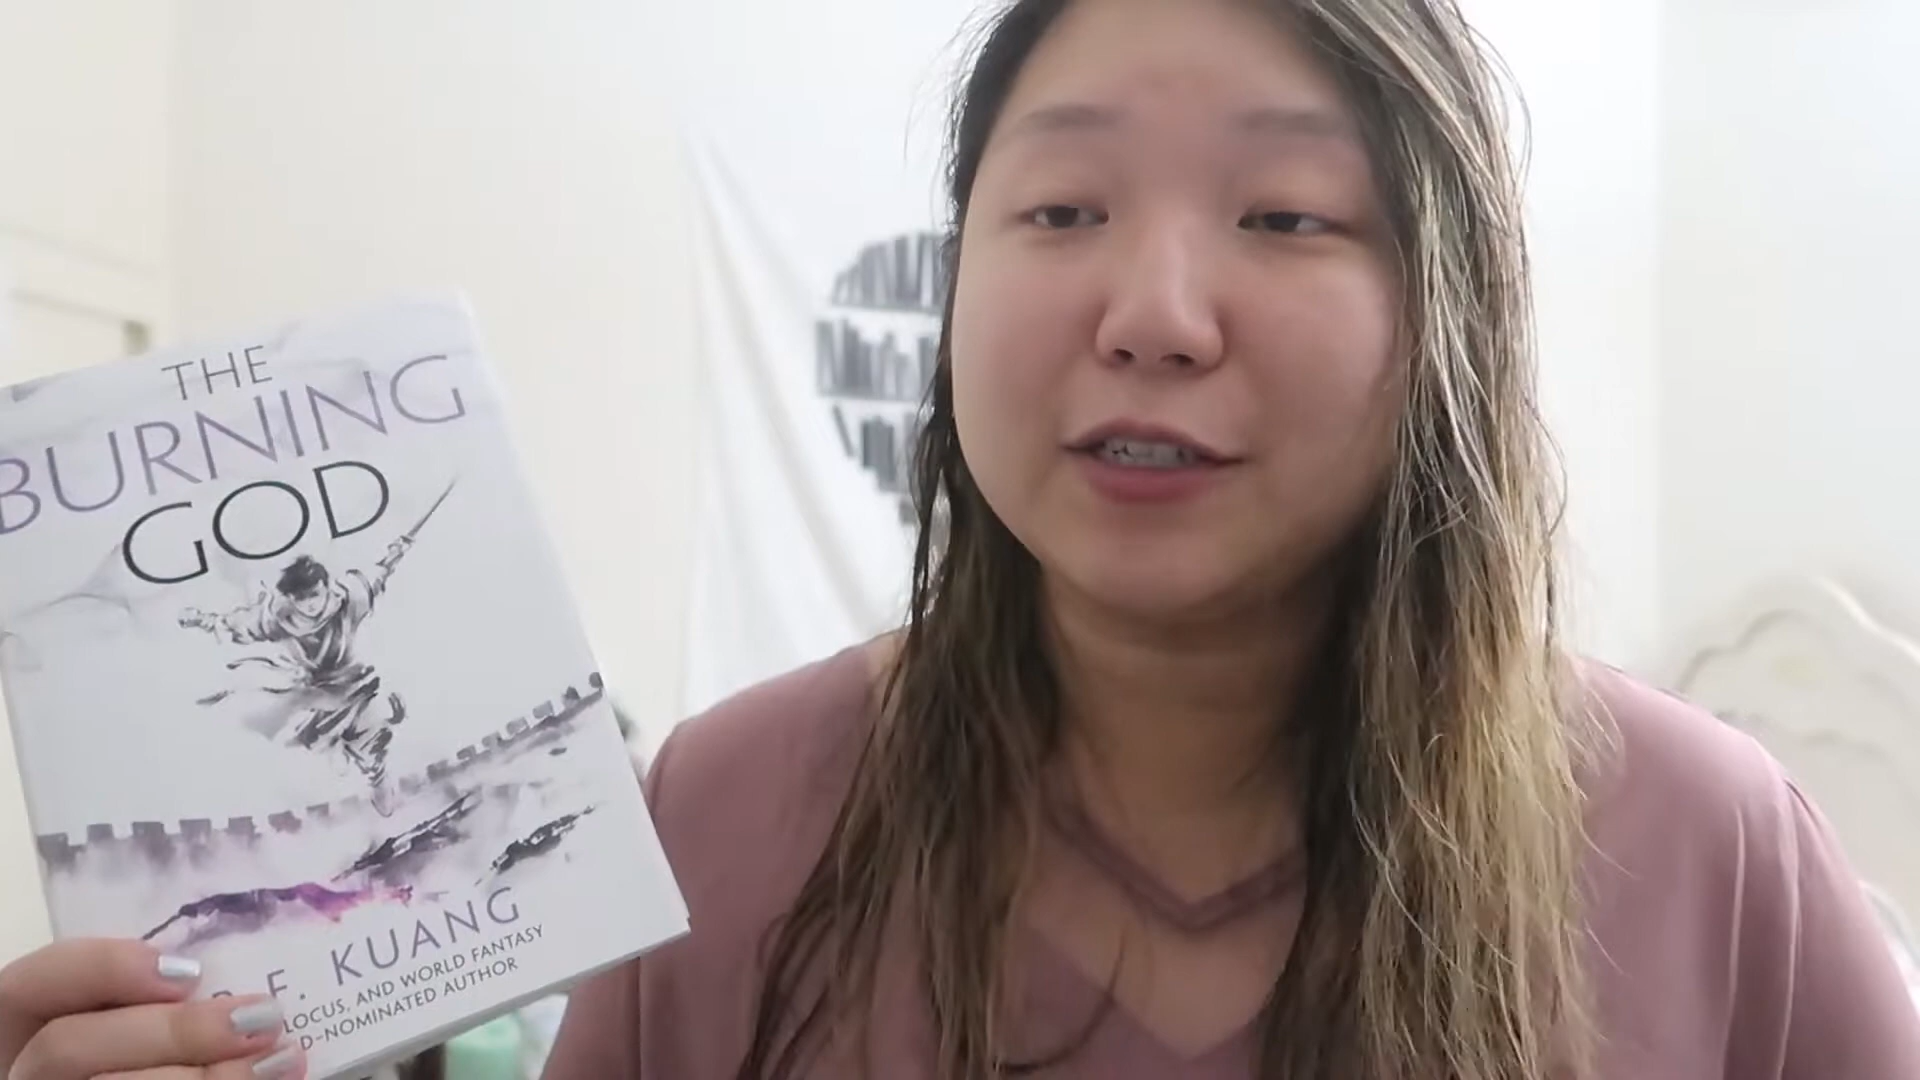 THE
BURNING
GOD
F. KUANG
LOCUS, AND WORLD FANTASY
D-NOMINATED AUTHOR